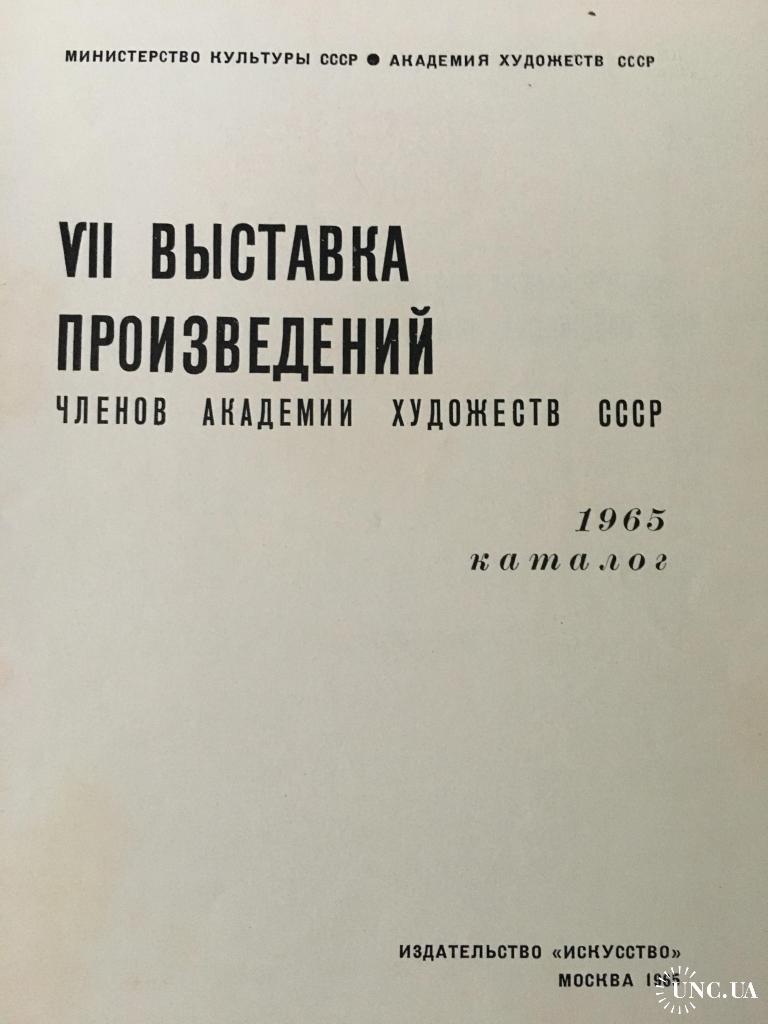 МИНИСТЕРСТВО КУЛЬТУРЫ СССР ● АКАДЕМИЯ ХУДОЖЕСТВ СССР
VII ВЫСТАВКА
ПРОИЗВЕДЕНИЙ
ЧЛЕНОВ АКАДЕМИИ ХУДОЖЕСТВ СССР
1965
каталог
ИЗДАТЕЛЬСТВО «ИСКУССТВО»
МОСКВА 1965
UNC.UA